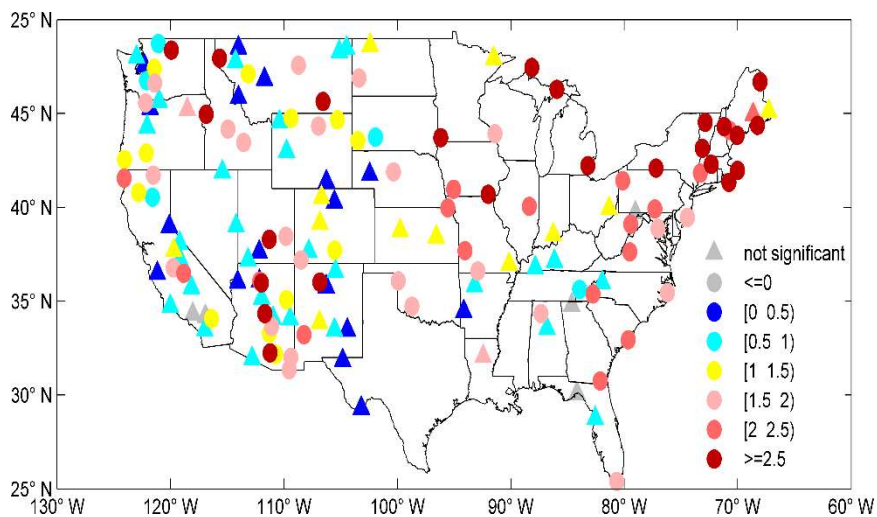 25° N
45° N
40° N
35° N
30° N
25° N
not significant
<=0
[0 0.5)
[0.5 1)
[1 1.5)
[1.5 2)
[2 2.5)
>=2.5
130° W
120° W
110° W
100° W
90° W
80° W
70° W
60° W